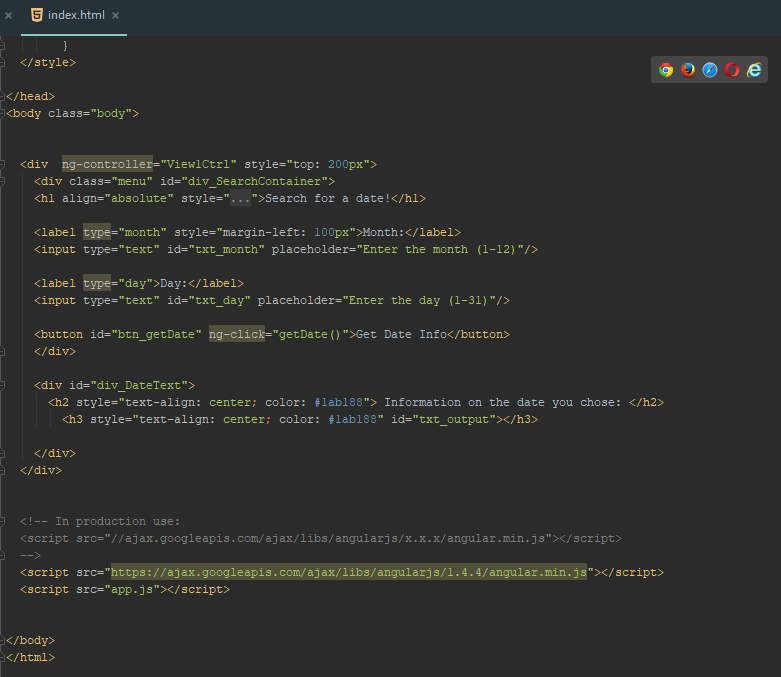 index.html
}
</style>
</head>
<body class="body">
<div  ng-controller="View1Ctrl" style="top: 200px">
<div class="menu" id="div_SearchContainer">
<h1 align="absolute" style="...">Search for a date!</h1>
<label type="month" style="margin-left: 100px">Month:</label>
<input type="text" id="txt_month" placeholder="Enter the month (1-12)"/>
<label type="day">Day:</label>
<input type="text" id="txt_day" placeholder="Enter the day (1-31)"/>
<button id="btn_getDate" ng-click="getDate()">Get Date Info</button>
</div>
<div id="div_DateText">
<h2 style="text-align: center; color: #1ab188"> Information on the date you chose: </h2>
<h3 style="text-align: center; color: #1ab188" id="txt_output"></h3>
</div>
</div>
<!-- In production use:
<script src="//ajax.googleapis.com/ajax/libs/angularjs/x.x.x/angular.min.js"></script>
-->
<script src="https://ajax.googleapis.com/ajax/libs/angularjs/1.4.4/angular.min.js"></script>
<script src="app.js"></script>
</body>
</html>